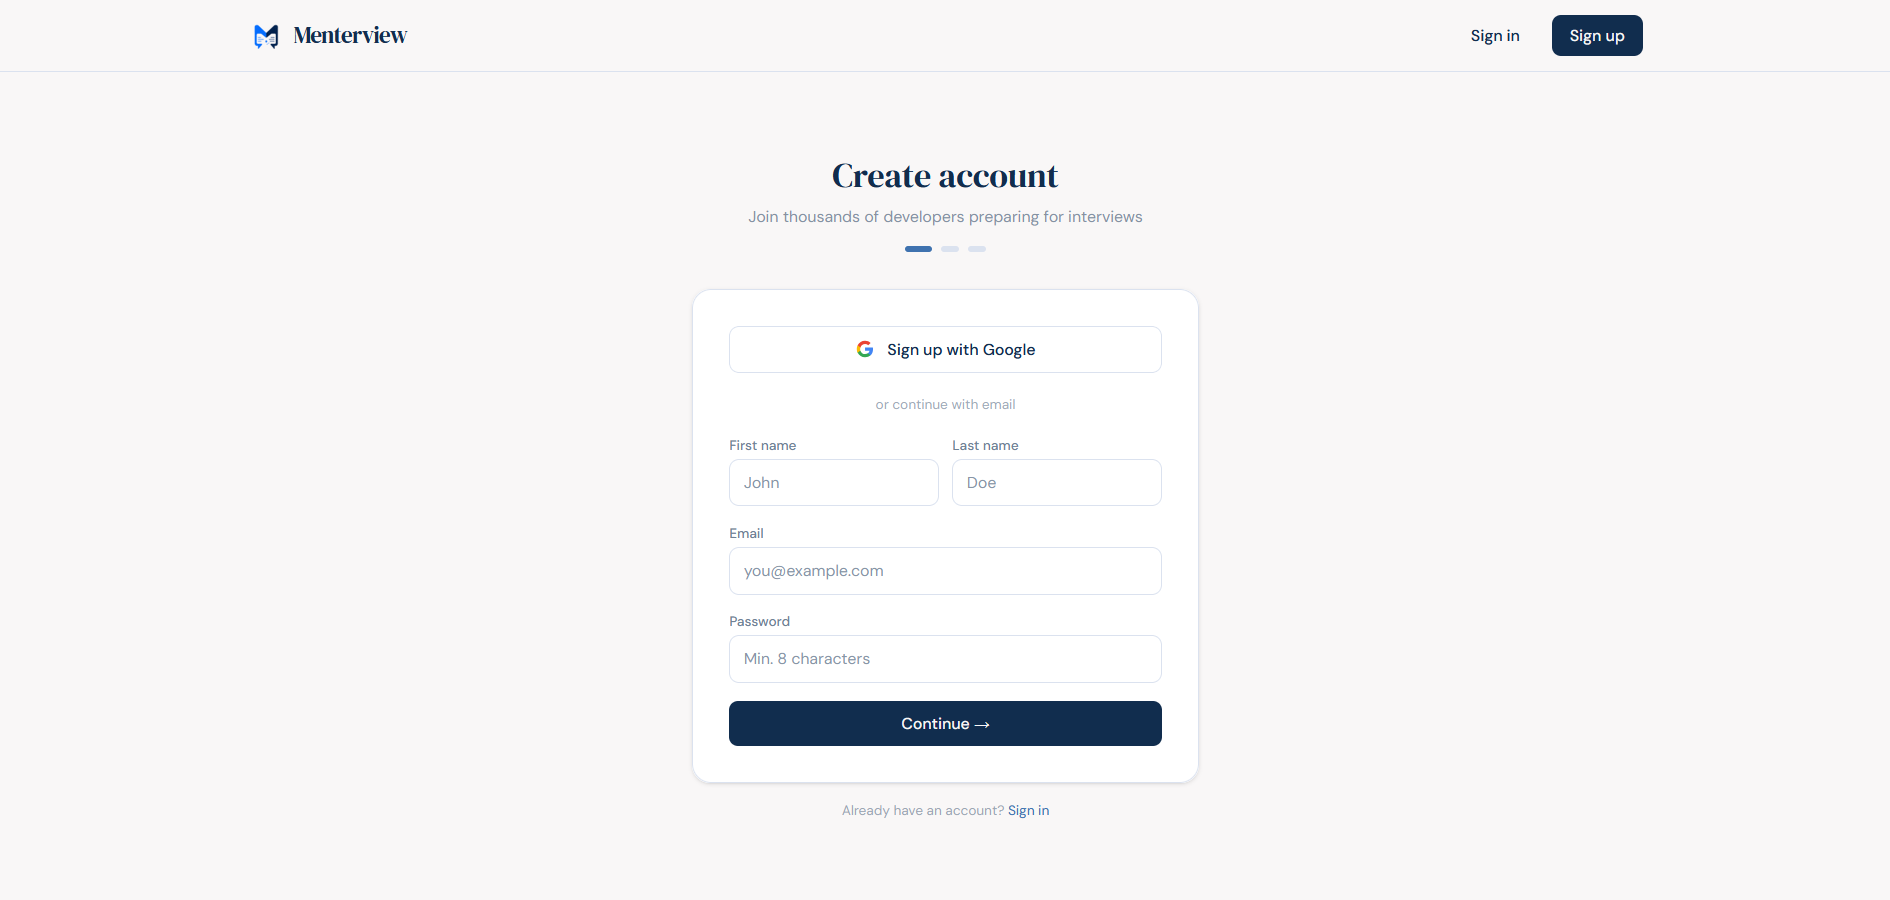 Menterview
Sign in
Sign up
Create account
Join thousands of developers preparing for interviews
Sign up with Google
or continue with email
First name
Last name
John
Doe
Email
you@example.com
Password
Min. 8 characters
Continue →
Already have an account? Sign in